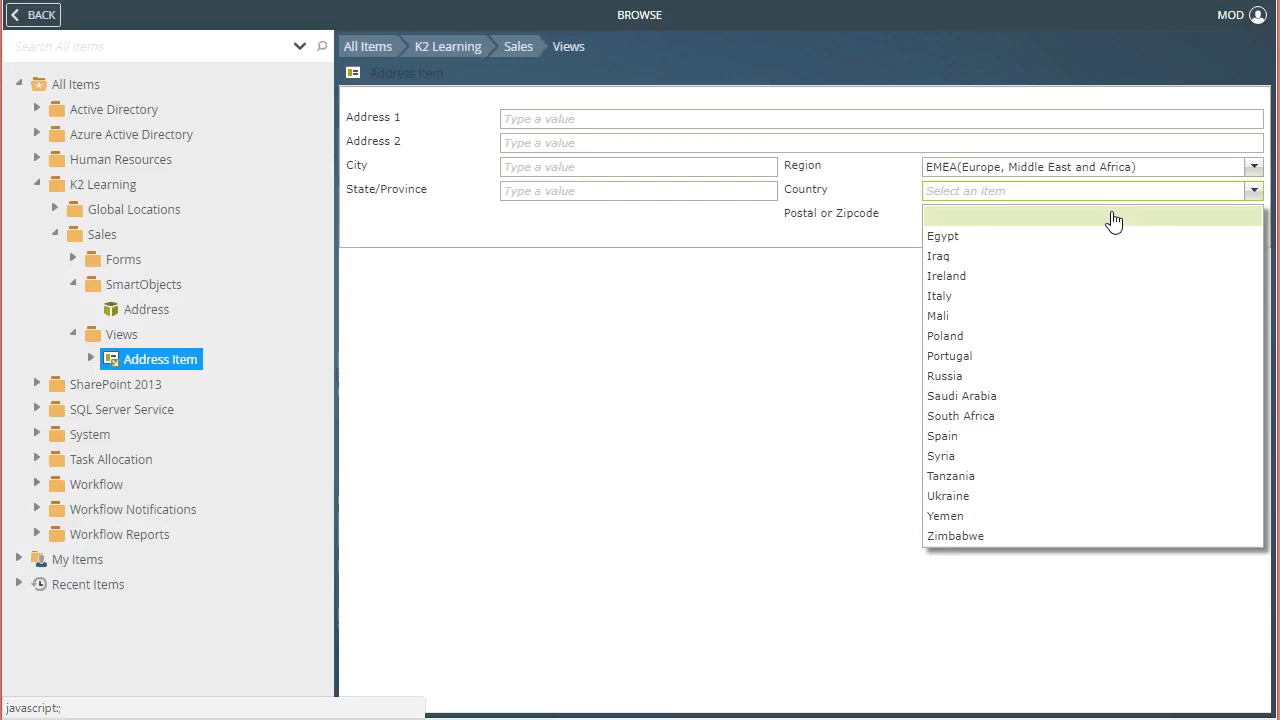 BACK
BROWSE
MOD
Search All Items
All Items
Active Directory
Azure Active Directory
Human Resources
K2 Learning
Global Locations
Sales
Forms
SmartObjects
Address
Views
Address Item
SharePoint 2013
SQL Server Service
System
Task Allocation
Workflow
Workflow Notifications
Workflow Reports
My Items
Recent Items
javascript:;
All Items K2 Learning Sales Views
Address Item
Address 1 Type a value
Address 2 Type a value
City Type a value Region EMEA(Europe, Middle East and Africa)
State/Province Type a value Country Select an item
Postal or Zipcode
Egypt
Iraq
Ireland
Italy
Mali
Poland
Portugal
Russia
Saudi Arabia
South Africa
Spain
Syria
Tanzania
Ukraine
Yemen
Zimbabwe